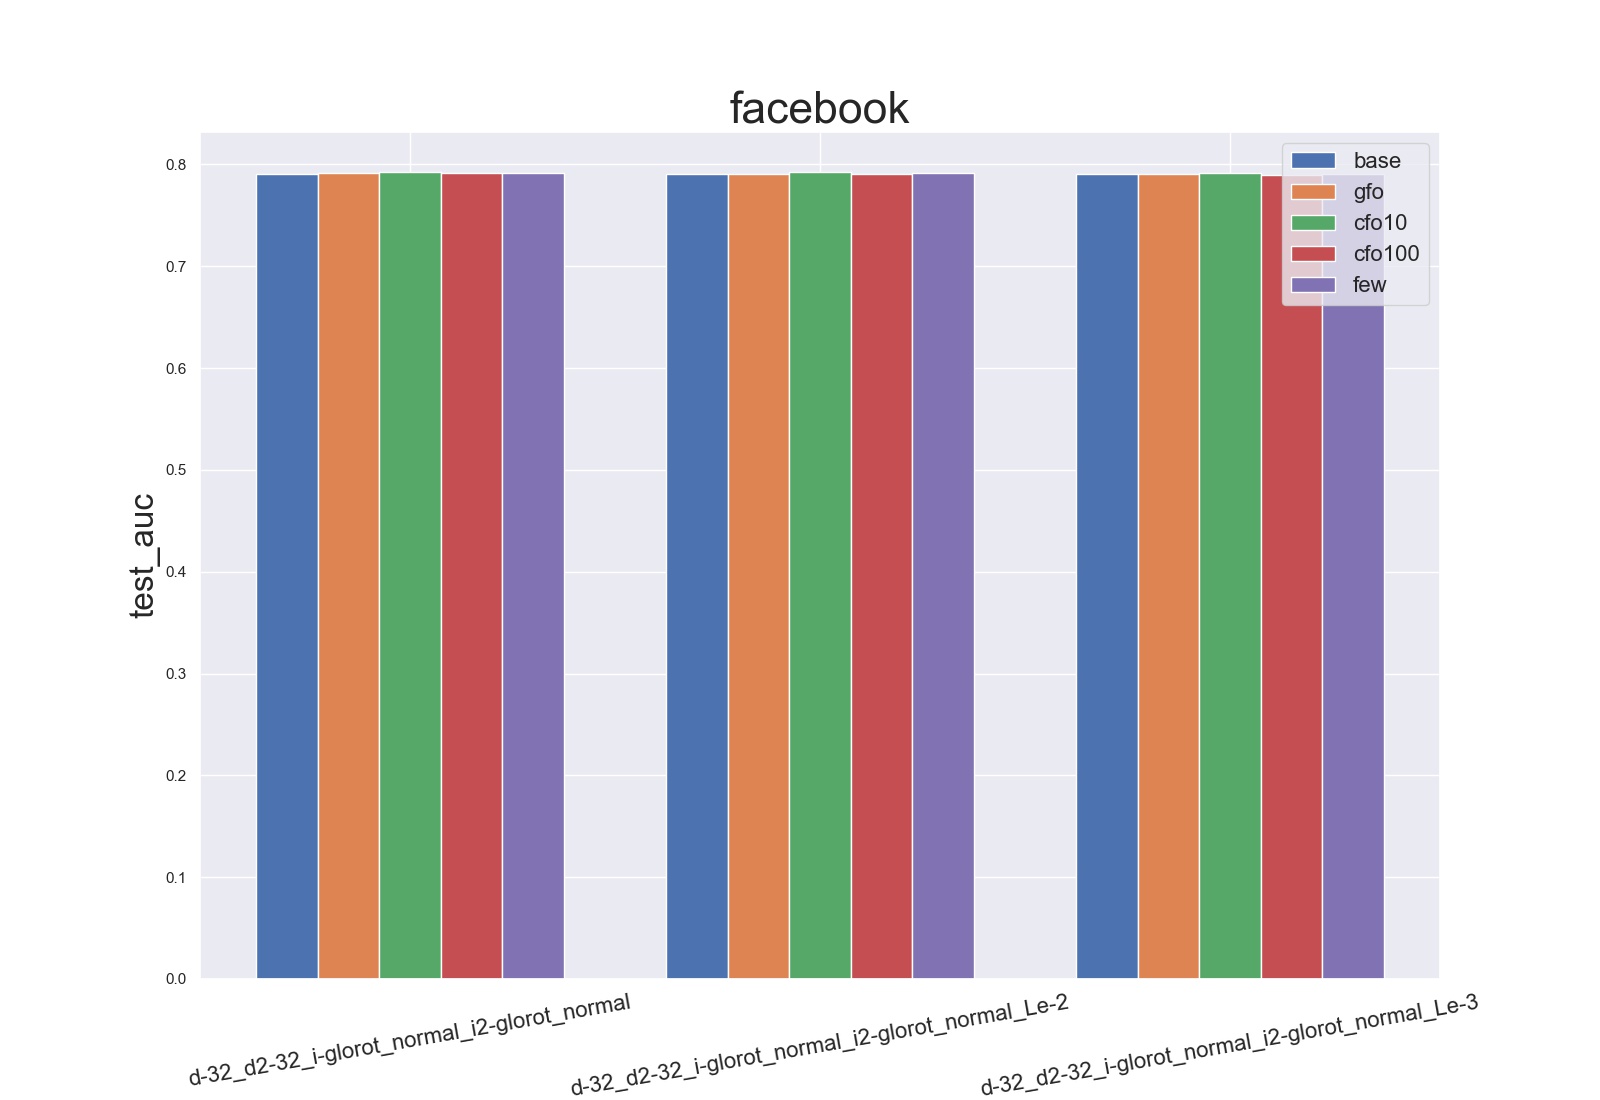 facebook
base
gfo
cfo10
cfo100
few
test_auc
0.8
0.7
0.6
0.5
0.4
0.3
0.2
0.1
0.0
d-32_d2-32_i-glorot_normal_i2-glorot_normal
d-32_d2-32_i-glorot_normal_i2-glorot_normal_Le-2
d-32_d2-32_i-glorot_normal_i2-glorot_normal_Le-3